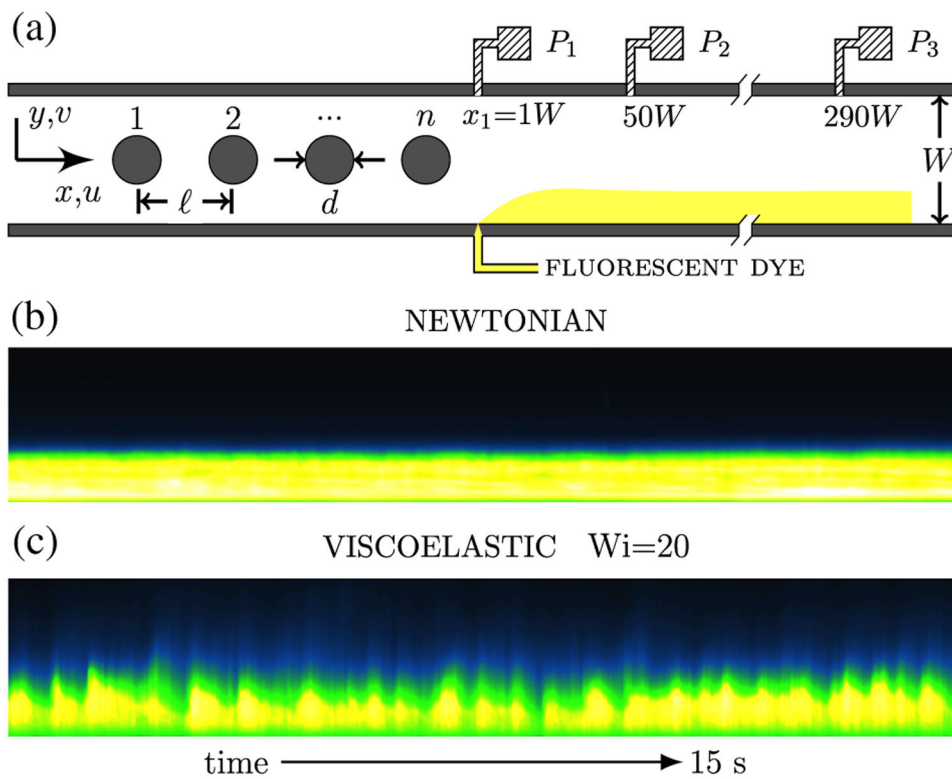 (a)
P₁ P₂ P₃
y,v 1 2 ... n x₁=1W 50W 290W
W
x,u ℓ d
FLUORESCENT DYE
(b) NEWTONIAN
(c) VISCOELASTIC Wi=20
time 15 s